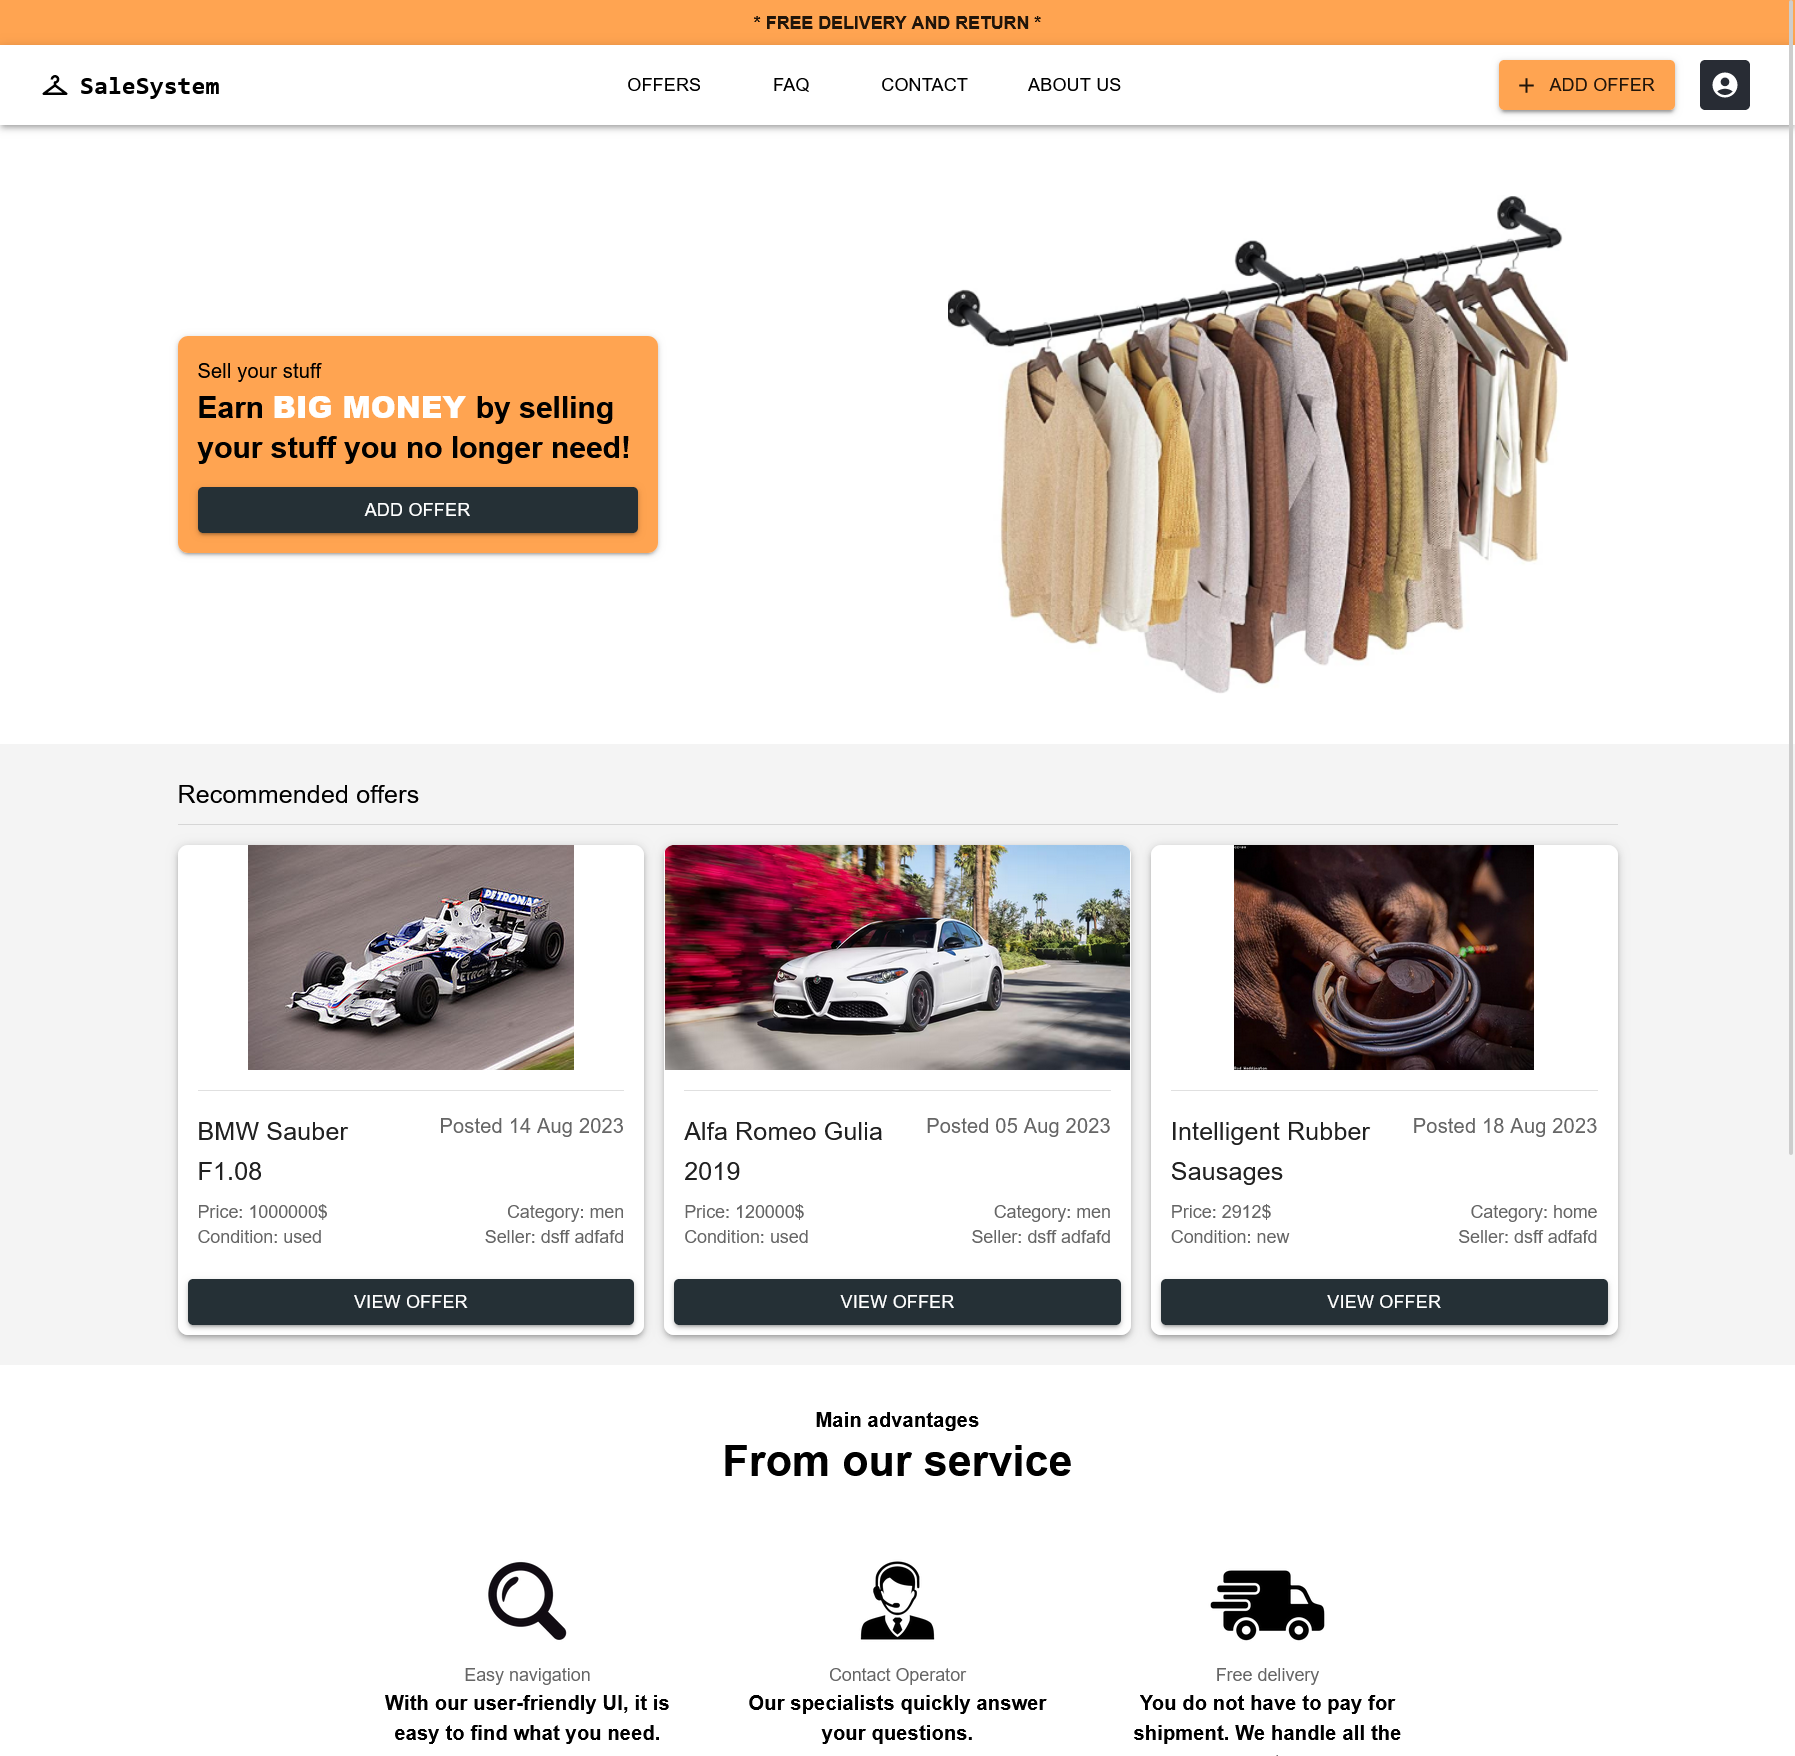 * FREE DELIVERY AND RETURN *
SaleSystem
OFFERS
FAQ
CONTACT
ABOUT US
ADD OFFER
Sell your stuff
Earn BIG MONEY by selling
your stuff you no longer need!
ADD OFFER
Recommended offers
PETRONAS
PETRONAS
BMW Sauber
F1.08
Posted 14 Aug 2023
Price: 1000000$
Category: men
Condition: used
Seller: dsff adfafd
VIEW OFFER
Alfa Romeo Gulia
2019
Posted 05 Aug 2023
Price: 120000$
Category: men
Condition: used
Seller: dsff adfafd
VIEW OFFER
Intelligent Rubber
Sausages
Posted 18 Aug 2023
Price: 2912$
Category: home
Condition: new
Seller: dsff adfafd
VIEW OFFER
Main advantages
From our service
Easy navigation
With our user-friendly UI, it is
easy to find what you need.
Contact Operator
Our specialists quickly answer
your questions.
Free delivery
You do not have to pay for
shipment. We handle all the